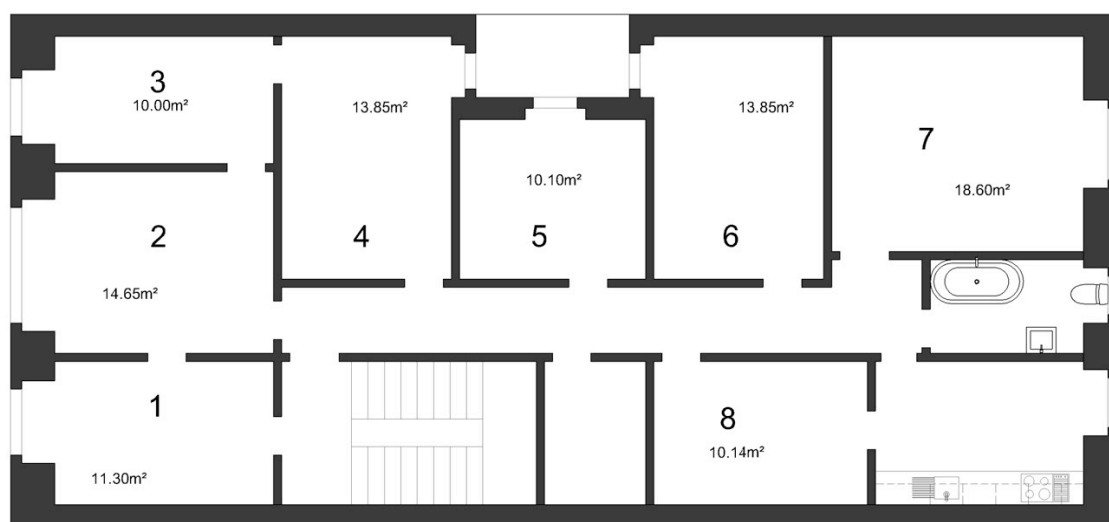 3
10.00m²
13.85m²
13.85m²
7
18.60m²
10.10m²
2
14.65m²
4
5
6
1
11.30m²
8
10.14m²